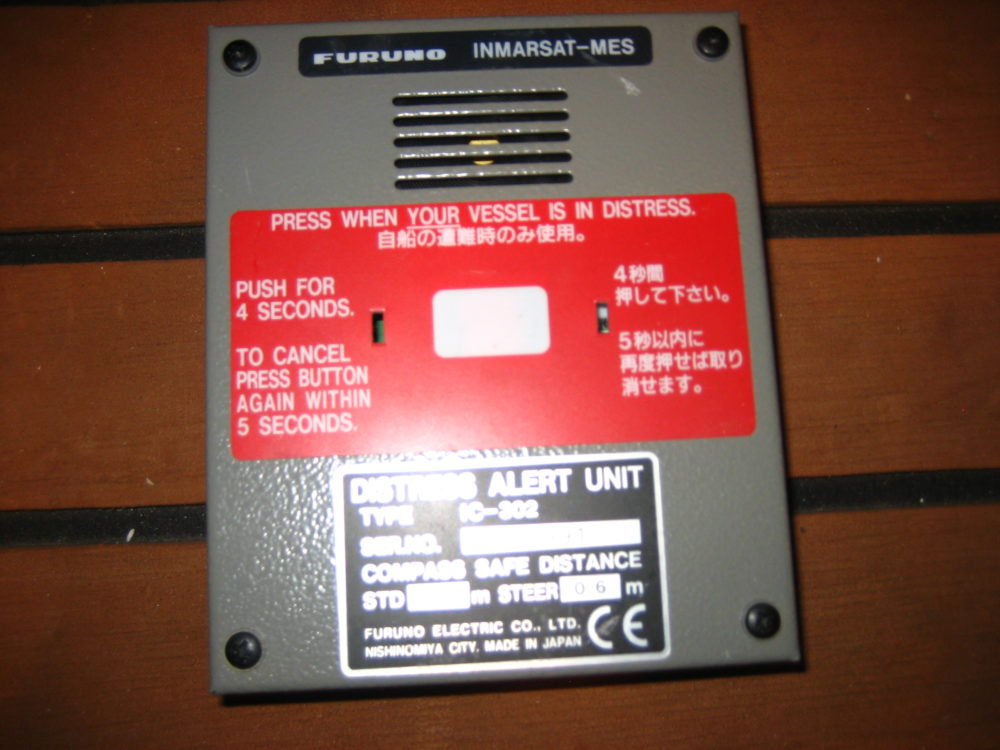 FURUNO INMARSAT-MES
PRESS WHEN YOUR VESSEL IS IN DISTRESS.
自船の遭難時のみ使用。
PUSH FOR
4 SECONDS.
TO CANCEL
PRESS BUTTON
AGAIN WITHIN
5 SECONDS.
4秒間
押して下さい。
5秒以内に
再度押せば取り
消せます。
DISTRESS ALERT UNIT
TYPE IC-302
SER.NO.
COMPASS SAFE DISTANCE
STD m STEER 0.6 m
FURUNO ELECTRIC CO., LTD.
NISHINOMIYA CITY. MADE IN JAPAN
CE